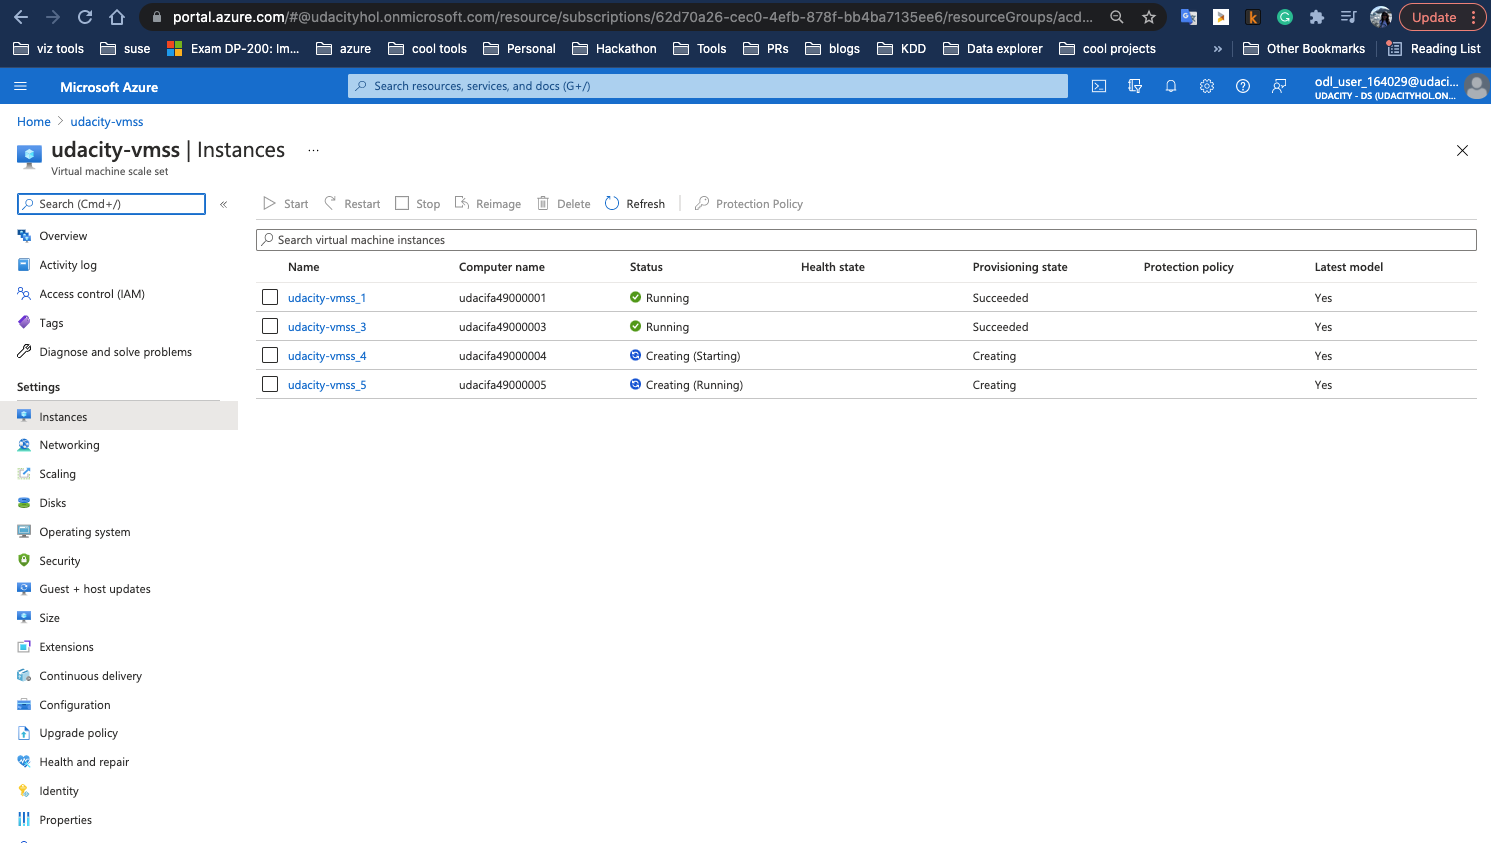 portal.azure.com/#@udacityhol.onmicrosoft.com/resource/subscriptions/62d70a26-cec0-4efb-878f-bb4ba7135ee6/resourceGroups/acd... Update
viz tools suse Exam DP-200: Im... azure cool tools Personal Hackathon Tools PRs blogs KDD Data explorer cool projects » Other Bookmarks Reading List
Microsoft Azure Search resources, services, and docs (G+/) odl_user_164029@udaci...
UDACITY - DS (UDACITYHOL.ON...
Home > udacity-vmss
udacity-vmss | Instances ...
Virtual machine scale set
Search (Cmd+/) «
Start Restart Stop Reimage Delete Refresh Protection Policy
Search virtual machine instances
Name Computer name Status Health state Provisioning state Protection policy Latest model
udacity-vmss_1 udacifa49000001 Running Succeeded Yes
udacity-vmss_3 udacifa49000003 Running Succeeded Yes
udacity-vmss_4 udacifa49000004 Creating (Starting) Creating Yes
udacity-vmss_5 udacifa49000005 Creating (Running) Creating Yes
Overview
Activity log
Access control (IAM)
Tags
Diagnose and solve problems
Settings
Instances
Networking
Scaling
Disks
Operating system
Security
Guest + host updates
Size
Extensions
Continuous delivery
Configuration
Upgrade policy
Health and repair
Identity
Properties